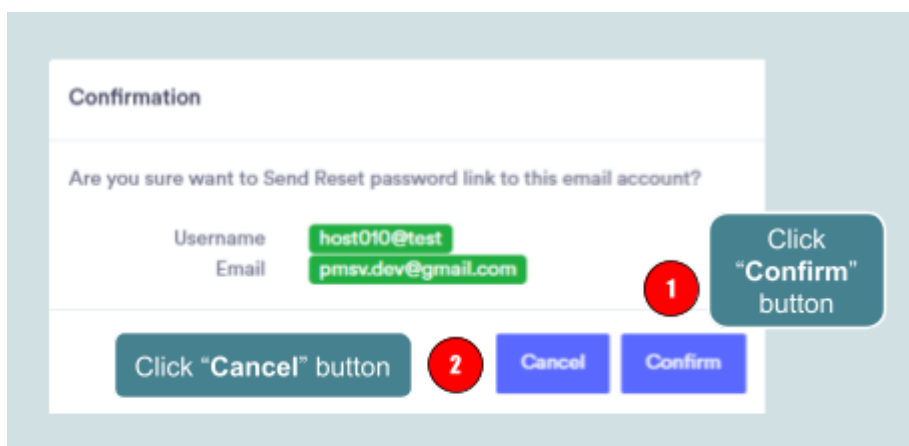 Confirmation
Are you sure want to Send Reset password link to this email account?
Username host010@test
Email pmsv.dev@gmail.com
1
Click
“Confirm”
button
Click “Cancel” button
2
Cancel
Confirm